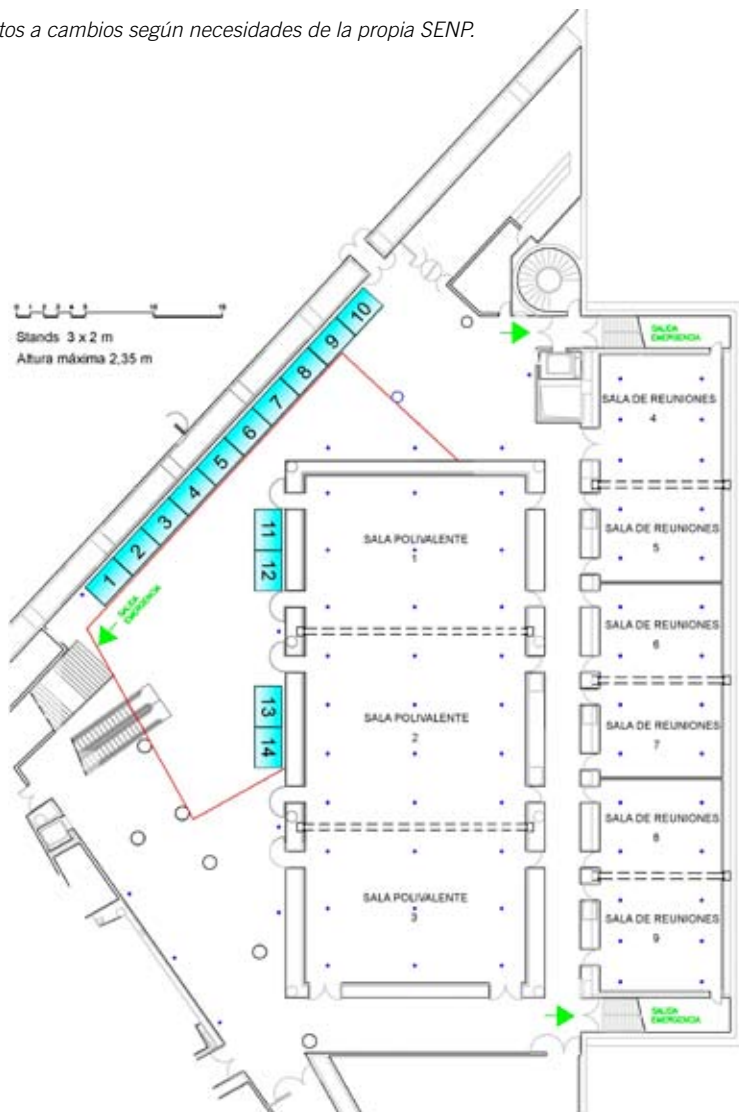 tos a cambios según necesidades de la propia SENP.
Stands 3 x 2 m
Altura máxima 2,35 m
10
9
8
7
6
5
4
3
2
1
SALIDA
EMERGENCIA
11
12
13
14
SALA POLIVALENTE
1
SALA POLIVALENTE
2
SALA POLIVALENTE
3
SALIDA
EMERGENCIA
SALA DE REUNIONES
4
SALA DE REUNIONES
5
SALA DE REUNIONES
6
SALA DE REUNIONES
7
SALA DE REUNIONES
8
SALA DE REUNIONES
9
SALIDA
EMERGENCIA